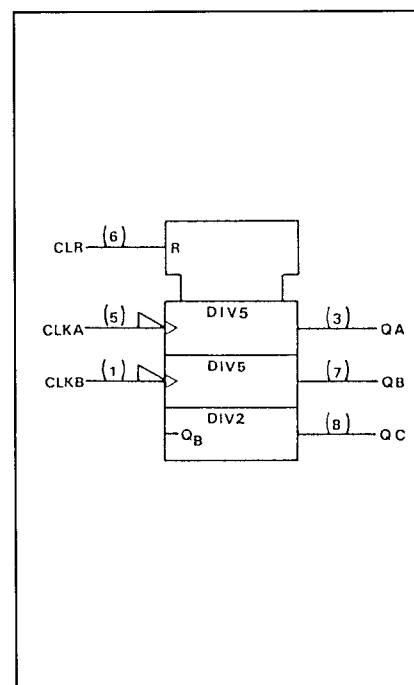 CLR (6) R
DIV5
CLKA (5) (3) QA
DIV5
CLKB (1) (7) QB
DIV2
QB (8) QC